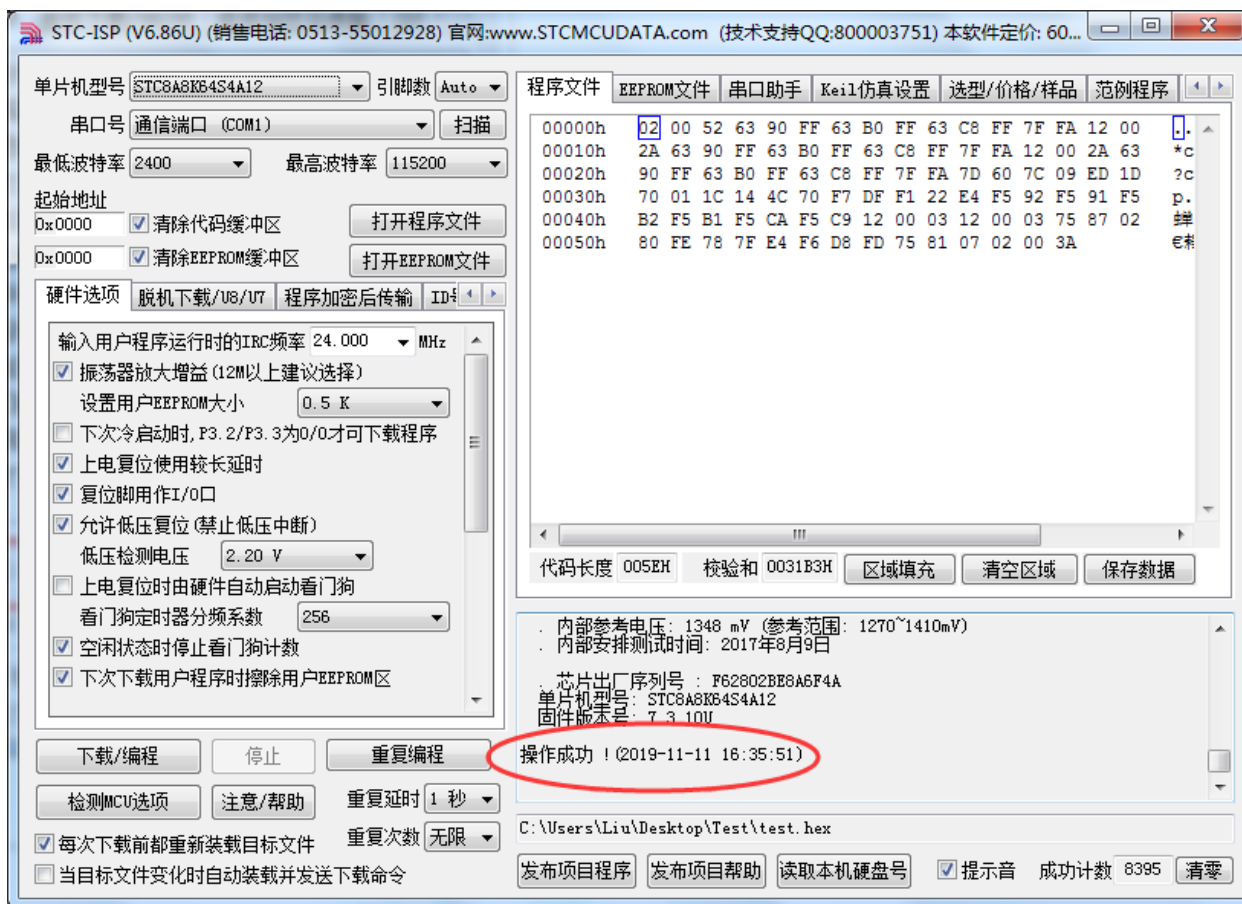 STC-ISP (V6.86U) (销售电话: 0513-55012928) 官网:www.STCMCUDATA.com (技术支持QQ:800003751) 本软件定价: 60...
单片机型号 STC8A8K64S4A12 引脚数 Auto
串口号 通信端口 (COM1) 扫描
最低波特率 2400 最高波特率 115200
起始地址
0x0000 清除代码缓冲区 打开程序文件
0x0000 清除EEPROM缓冲区 打开EEPROM文件
硬件选项 脱机下载/U8/U7 程序加密后传输
输入用户程序运行时的IRC频率 24.000 MHz
振荡器放大增益(12M以上建议选择)
设置用户EEPROM大小 0.5 K
下次冷启动时,P3.2/P3.3为0/0才可下载程序
上电复位使用较长延时
复位脚用作I/O口
允许低压复位(禁止低压中断)
低压检测电压 2.20 V
上电复位时由硬件自动启动看门狗
看门狗定时器分频系数 256
空闲状态时停止看门狗计数
下次下载用户程序时擦除用户EEPROM区
下载/编程 停止 重复编程
检测MCU选项 注意/帮助 重复延时 1 秒
每次下载前都重新装载目标文件 重复次数 无限
当目标文件变化时自动装载并发送下载命令
程序文件 EEPROM文件 串口助手 Keil仿真设置 选型/价格/样品 范例程序
00000h 02 00 52 63 90 FF 63 B0 FF 63 C8 FF 7F FA 12 00 ..
00010h 2A 63 90 FF 63 B0 FF 63 C8 FF 7F FA 12 00 2A 63 *c
00020h 90 FF 63 B0 FF 63 C8 FF 7F FA 7D 60 7C 09 ED 1D ?c
00030h 70 01 1C 14 4C 70 F7 DF F1 22 E4 F5 92 F5 91 F5 p.
00040h B2 F5 B1 F5 CA F5 C9 12 00 03 12 00 03 75 87 02
00050h 80 FE 78 7F E4 F6 D8 FD 75 81 07 02 00 3A
代码长度 005EH 校验和 0031B3H 区域填充 清空区域 保存数据
. 内部参考电压: 1348 mV (参考范围: 1270~1410mV)
. 内部安排测试时间: 2017年8月9日
. 芯片出厂序列号 : F62802BE8A6F4A
单片机型号: STC8A8K64S4A12
固件版本号: 7.3.10U
操作成功 !(2019-11-11 16:35:51)
C:\Users\Liu\Desktop\Test\test.hex
发布项目程序 发布项目帮助 读取本机硬盘号 提示音 成功计数 8395 清零